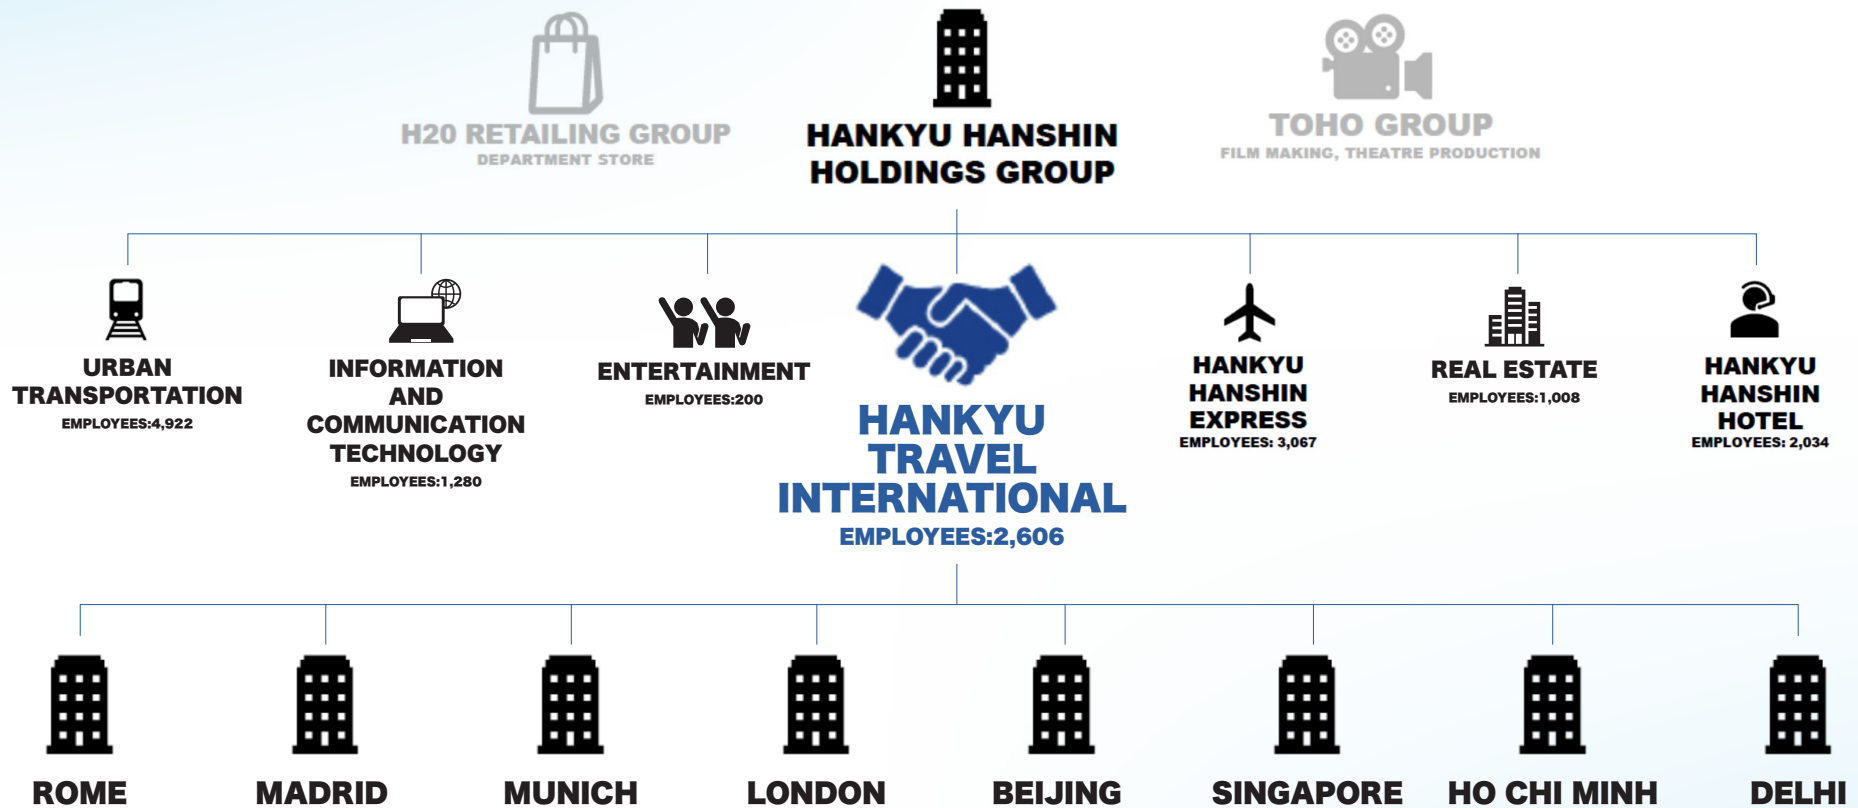 H20 RETAILING GROUP
DEPARTMENT STORE
HANKYU HANSHIN
HOLDINGS GROUP
TOHO GROUP
FILM MAKING, THEATRE PRODUCTION
URBAN
TRANSPORTATION
EMPLOYEES:4,922
INFORMATION
AND
COMMUNICATION
TECHNOLOGY
EMPLOYEES:1,280
ENTERTAINMENT
EMPLOYEES:200
HANKYU
TRAVEL
INTERNATIONAL
EMPLOYEES:2,606
HANKYU
HANSHIN
EXPRESS
EMPLOYEES: 3,067
REAL ESTATE
EMPLOYEES:1,008
HANKYU
HANSHIN
HOTEL
EMPLOYEES: 2,034
ROME
MADRID
MUNICH
LONDON
BEIJING
SINGAPORE
HO CHI MINH
DELHI